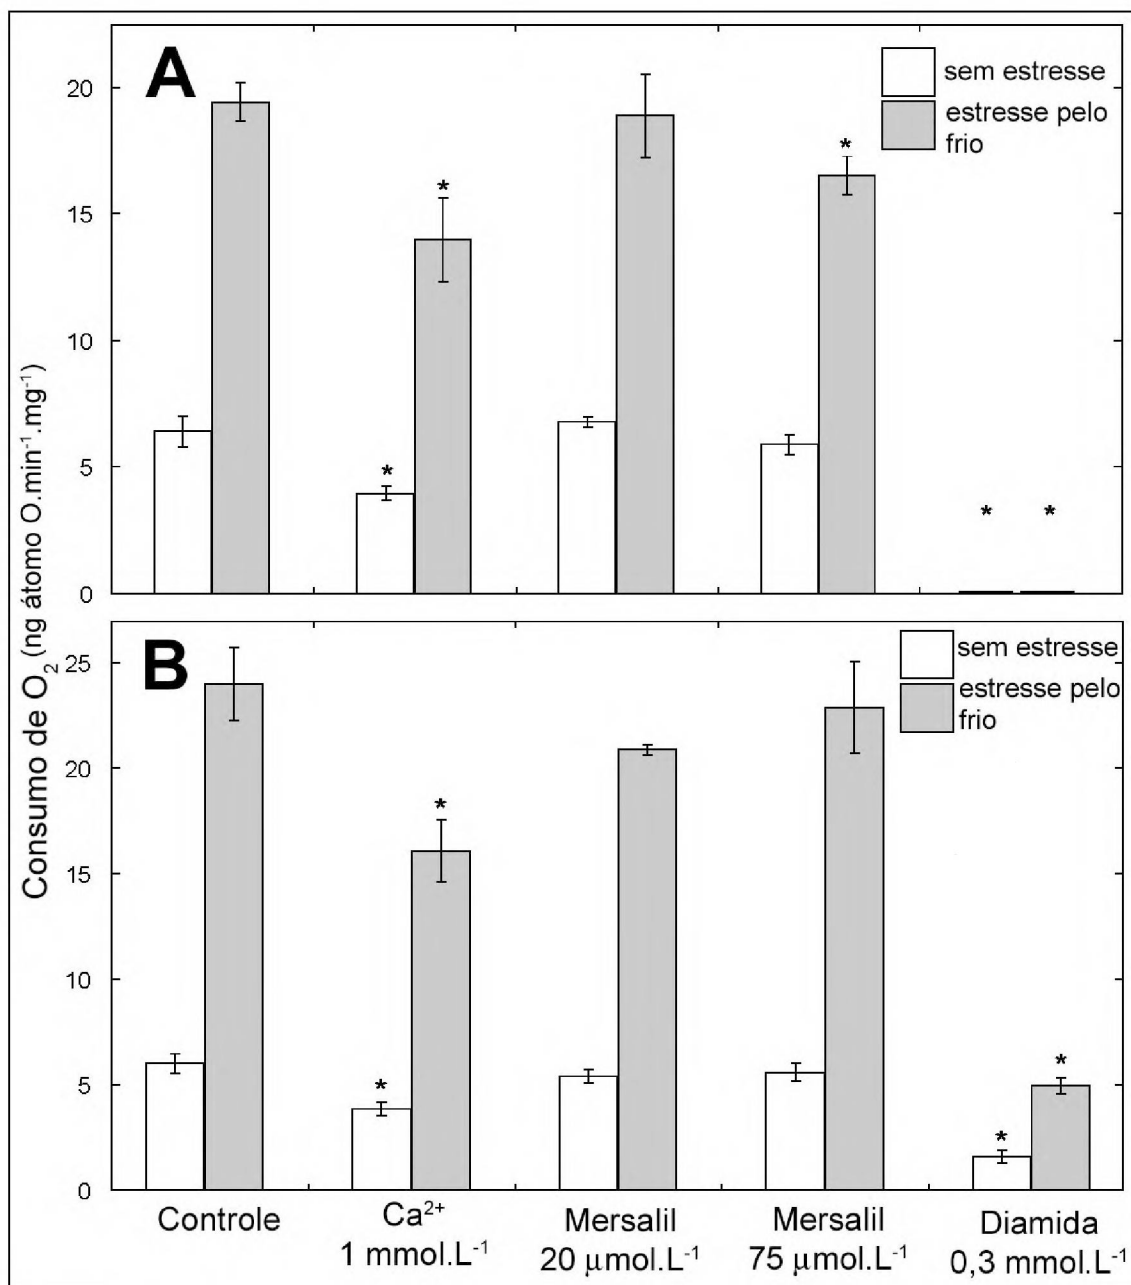 Consumo de O2 (ng átomo O.min-1.mg-1)
A
sem estresse
estresse pelo
frio
20
15
10
5
0
*
*
*
*
*
B
sem estresse
estresse pelo
frio
25
20
15
10
5
0
*
*
*
*
Controle
Ca2+
1 mmol.L-1
Mersalil
20 μmol.L-1
Mersalil
75 μmol.L-1
Diamida
0,3 mmol.L-1